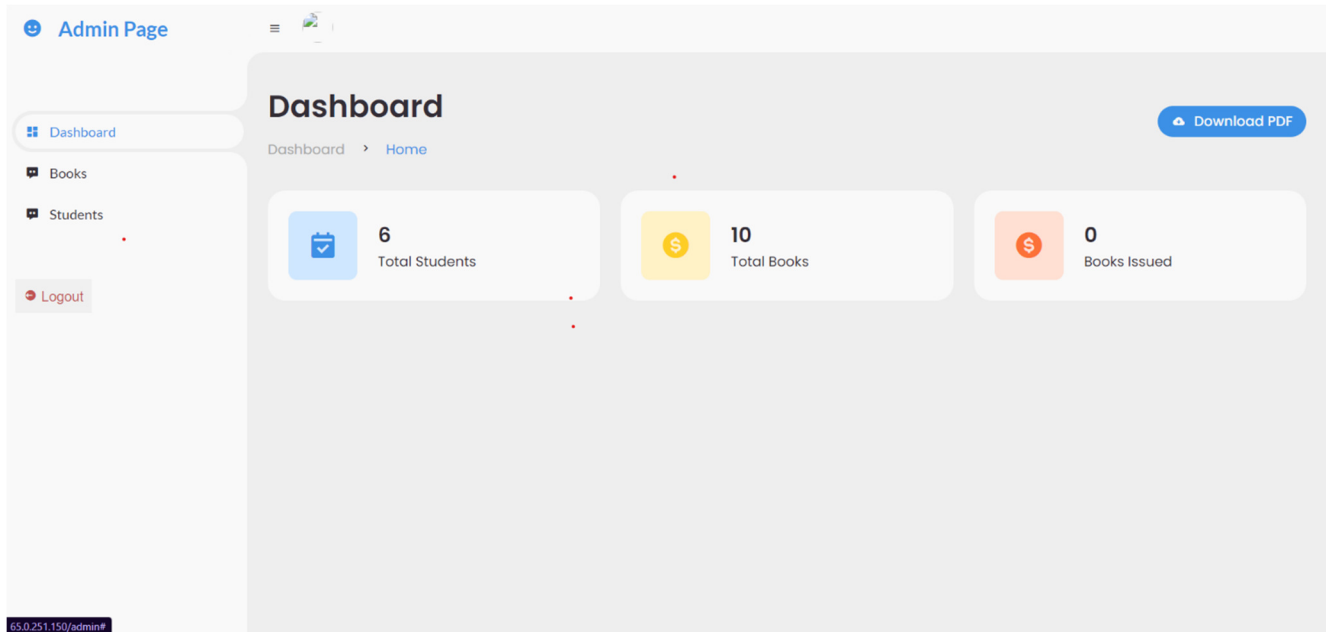 Admin Page
Dashboard
Books
Students
Logout
Dashboard
Dashboard > Home
Download PDF
6
Total Students
10
Total Books
0
Books Issued
65.0.251.150/admin#